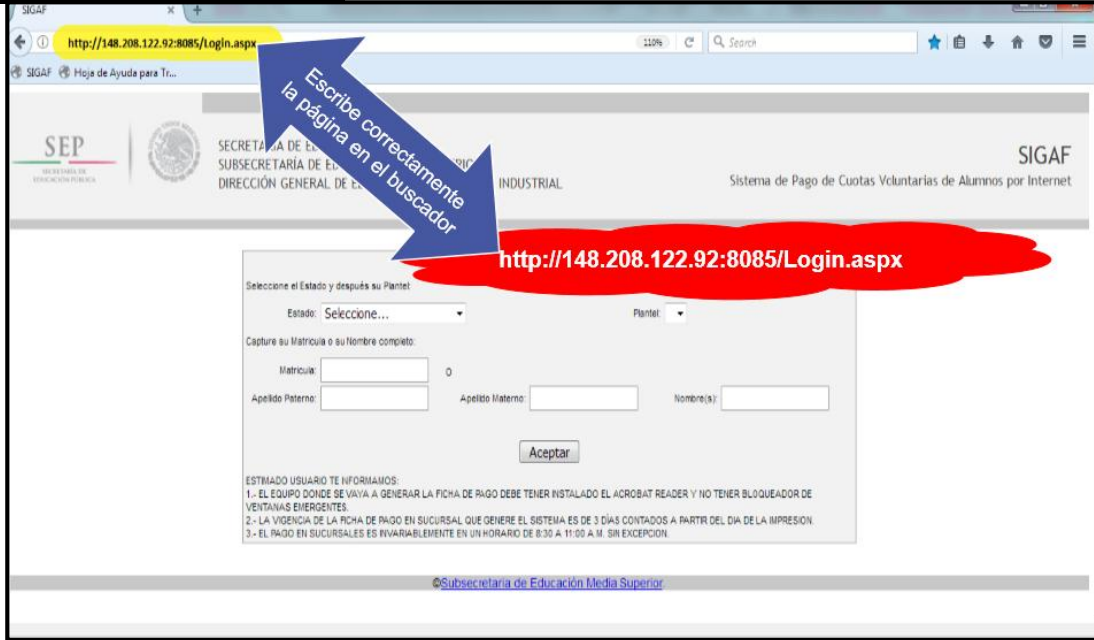 SIGAF
http://148.208.122.92:8085/Login.aspx
110%
Search
SIGAF Hoja de Ayuda para Tr...
Escribe correctamente
la página en el buscador
SEP
SECRETARÍA DE
EDUCACIÓN PÚBLICA
SECRETARÍA DE
SUBSECRETARÍA DE
DIRECCIÓN GENERAL DE INDUSTRIAL
SIGAF
Sistema de Pago de Cuotas Voluntarias de Alumnos por Internet
http://148.208.122.92:8085/Login.aspx
Seleccione el Estado y después su Plantel:
Estado: Seleccione... Plantel:
Capture su Matricula o su Nombre completo:
Matricula: O
Apellido Paterno: Apellido Materno: Nombre(s):
Aceptar
ESTIMADO USUARIO TE INFORMAMOS:
1.- EL EQUIPO DONDE SE VAYA A GENERAR LA FICHA DE PAGO DEBE TENER INSTALADO EL ACROBAT READER Y NO TENER BLOQUEADOR DE
VENTANAS EMERGENTES.
2.- LA VIGENCIA DE LA FICHA DE PAGO EN SUCURSAL QUE GENERE EL SISTEMA ES DE 3 DÍAS CONTADOS A PARTIR DEL DIA DE LA IMPRESION.
3.- EL PAGO EN SUCURSALES ES INVARIABLEMENTE EN UN HORARIO DE 8:30 A 11:00 A.M. SIN EXCEPCION.
©Subsecretaria de Educación Media Superior.